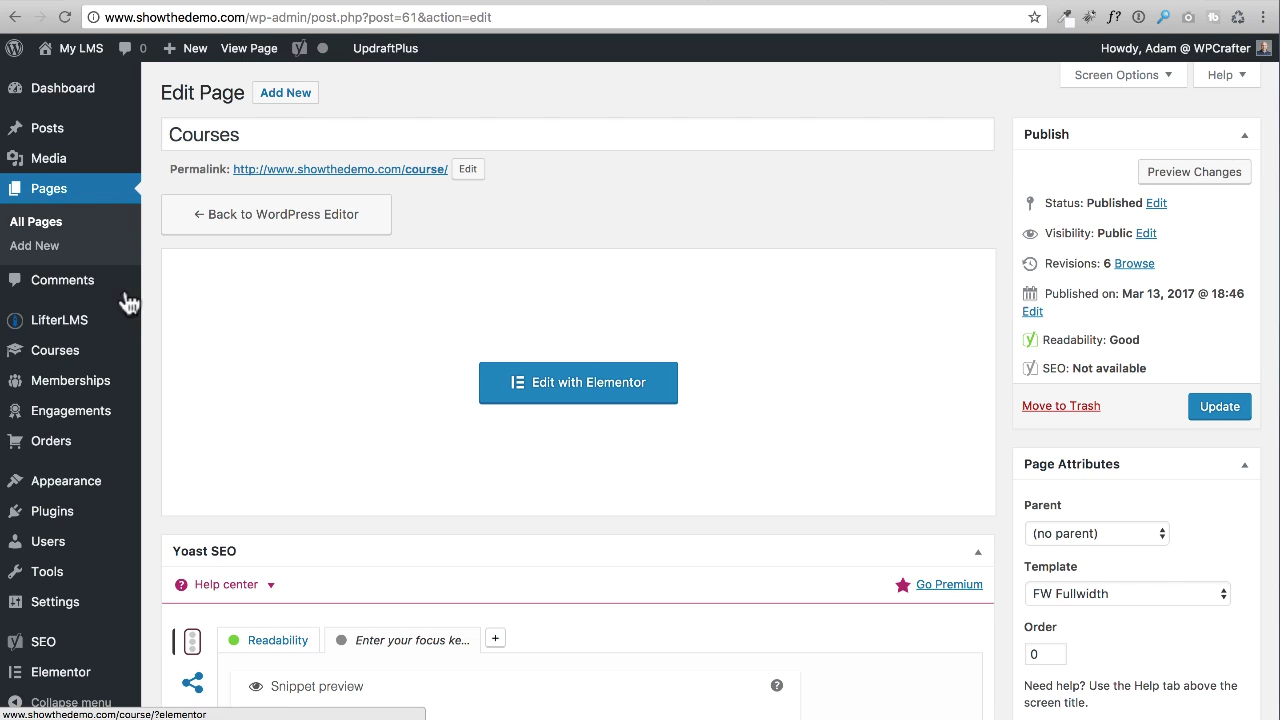 www.showthedemo.com/wp-admin/post.php?post=61&action=edit
My LMS 0 New View Page UpdraftPlus Howdy, Adam @ WPCrafter
Screen Options Help
Dashboard
Posts
Media
Pages
All Pages
Add New
Comments
LifterLMS
Courses
Memberships
Engagements
Orders
Appearance
Plugins
Users
Tools
Settings
SEO
Elementor
Collapse menu
Edit Page Add New
Courses
Permalink: http://www.showthedemo.com/course/ Edit
← Back to WordPress Editor
Edit with Elementor
Yoast SEO
Help center Go Premium
Readability Enter your focus ke... +
Snippet preview
Publish
Preview Changes
Status: Published Edit
Visibility: Public Edit
Revisions: 6 Browse
Published on: Mar 13, 2017 @ 18:46
Edit
Readability: Good
SEO: Not available
Move to Trash Update
Page Attributes
Parent
(no parent)
Template
FW Fullwidth
Order
0
Need help? Use the Help tab above the
screen title.
www.showthedemo.com/course/?elementor